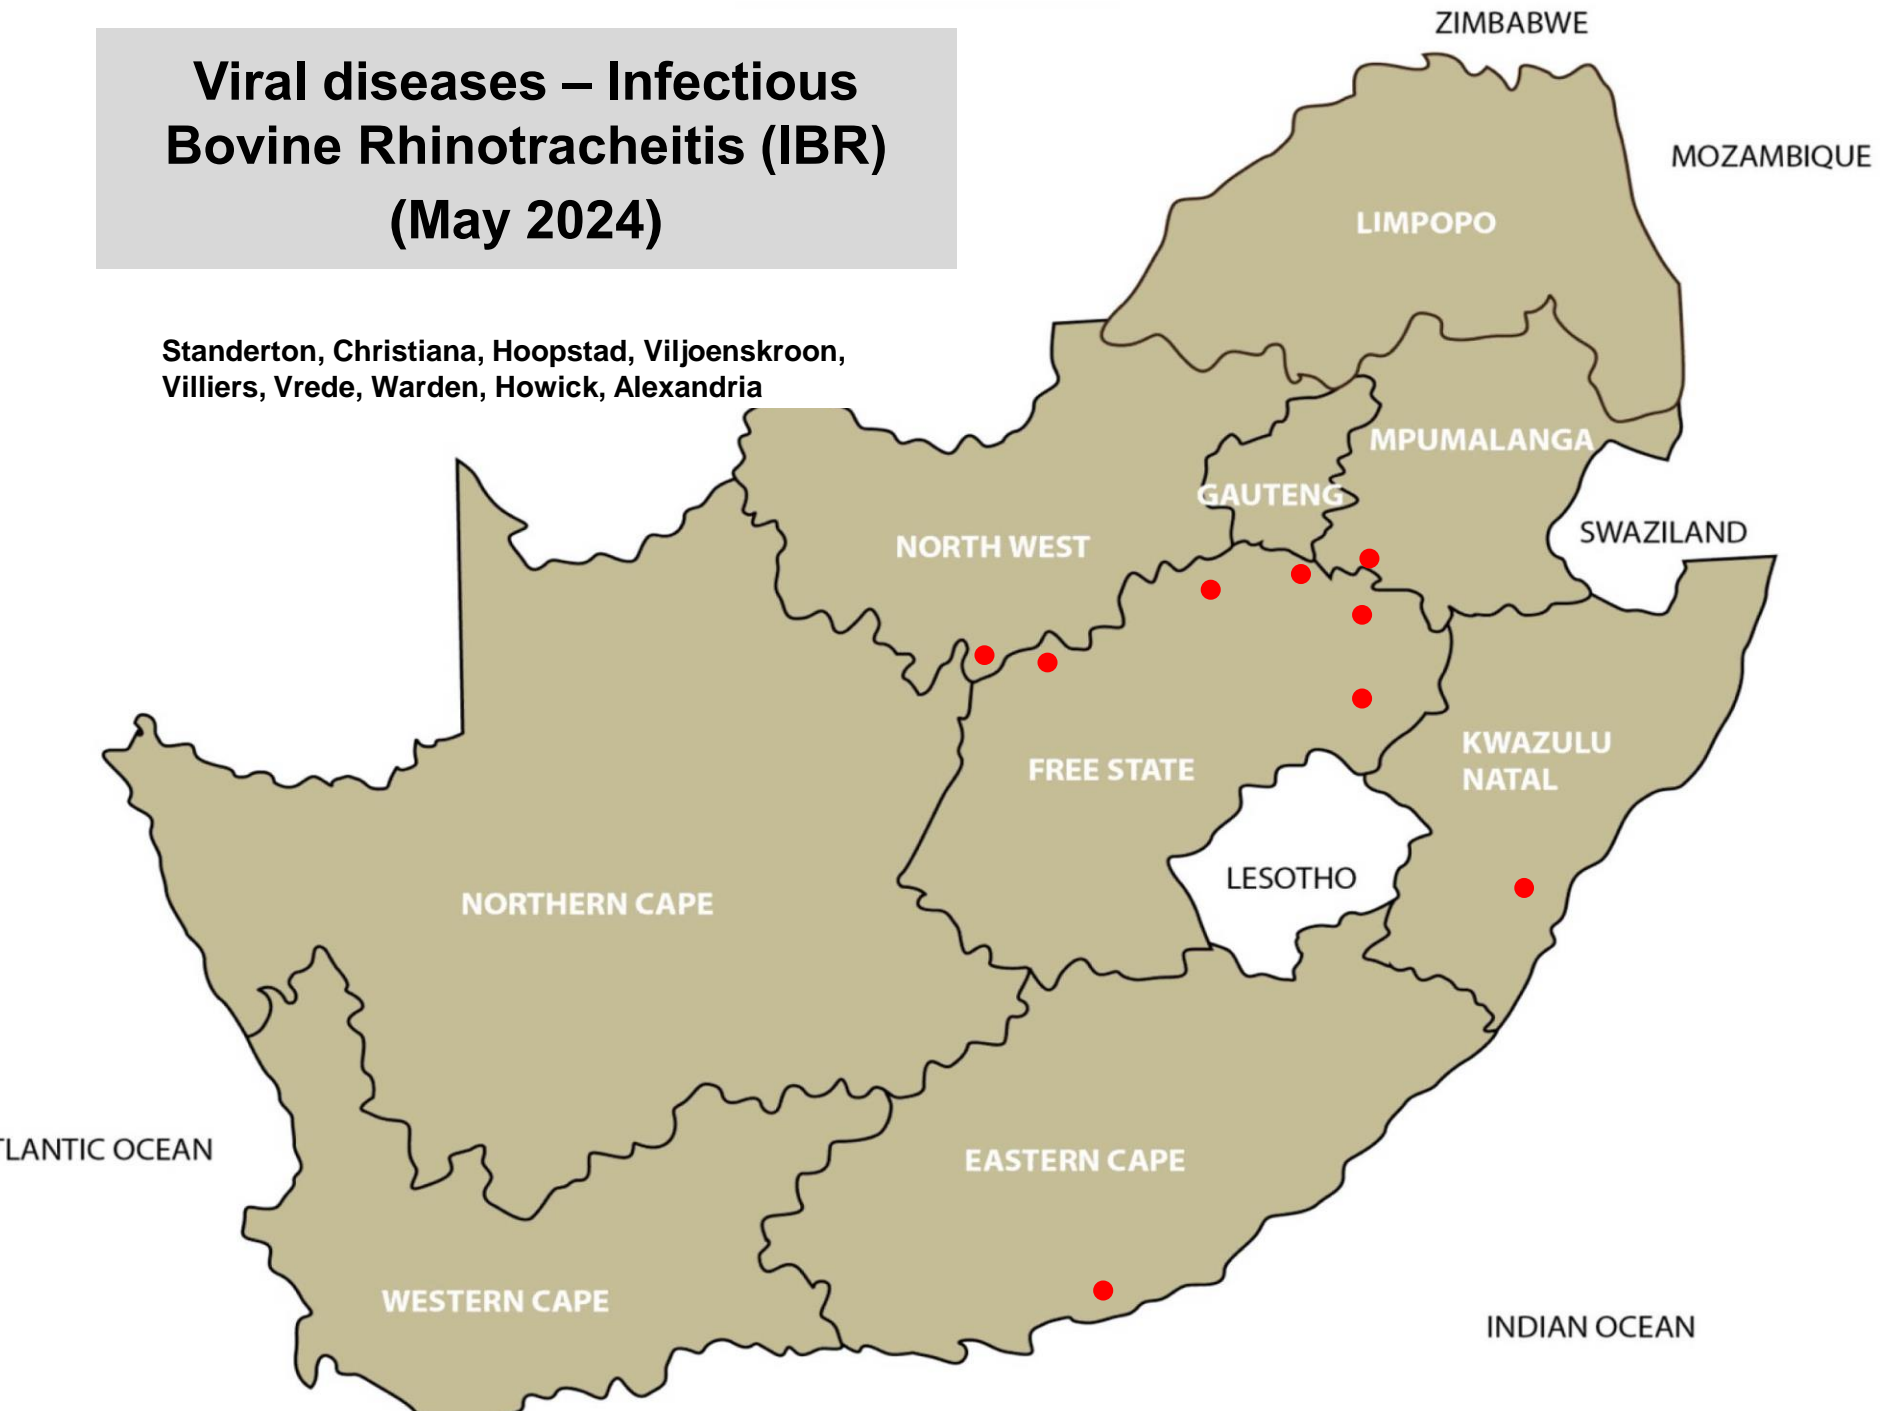 Viral diseases – Infectious
Bovine Rhinotracheitis (IBR)
(May 2024)
Standerton, Christiana, Hoopstad, Viljoenskroon,
Villiers, Vrede, Warden, Howick, Alexandria
ZIMBABWE
MOZAMBIQUE
LIMPOPO
MPUMALANGA
GAUTENG
SWAZILAND
NORTH WEST
KWAZULU
NATAL
FREE STATE
LESOTHO
NORTHERN CAPE
TLANTIC OCEAN
EASTERN CAPE
WESTERN CAPE
INDIAN OCEAN